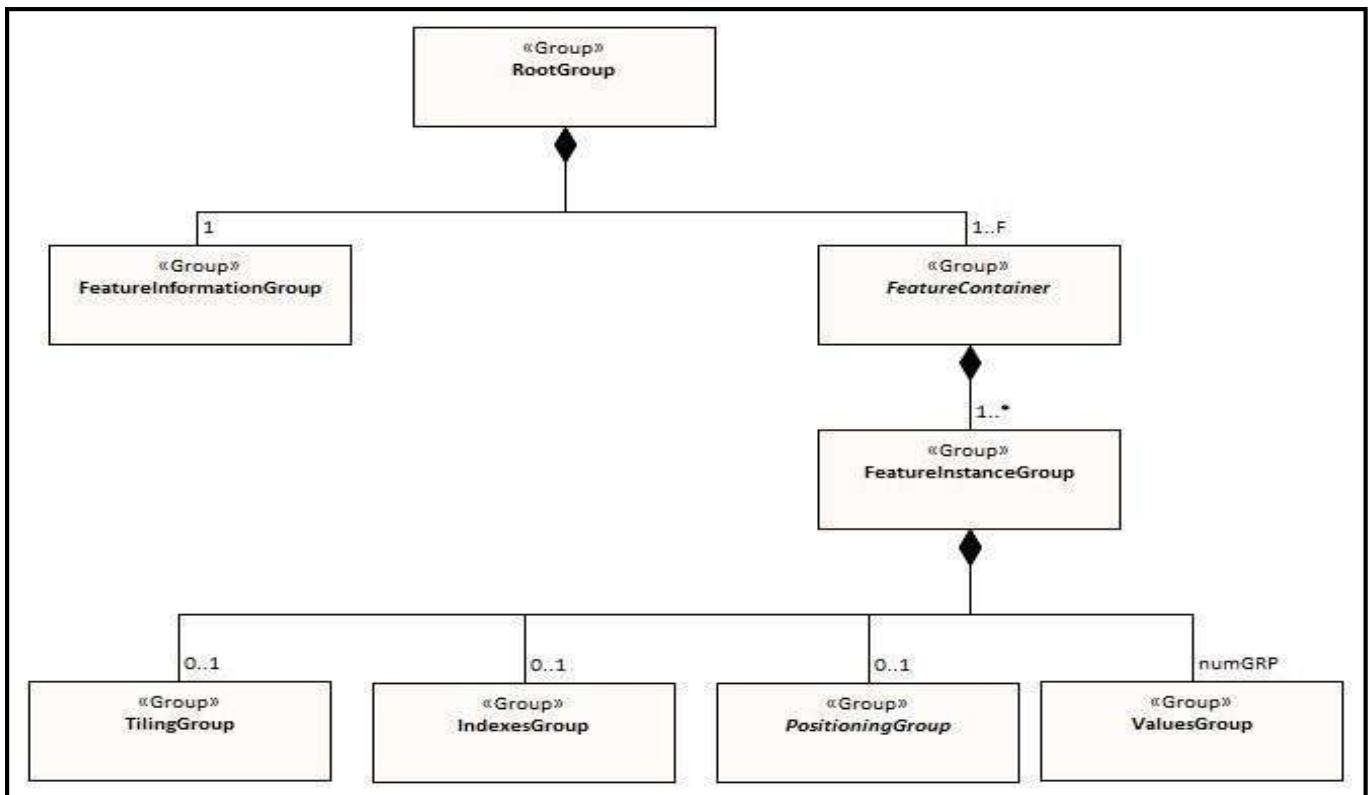 «Group»
RootGroup
1
1..F
«Group»
FeatureInformationGroup
«Group»
FeatureContainer
1..*
«Group»
FeatureInstanceGroup
0..1
0..1
0..1
numGRP
«Group»
TilingGroup
«Group»
IndexesGroup
«Group»
PositioningGroup
«Group»
ValuesGroup